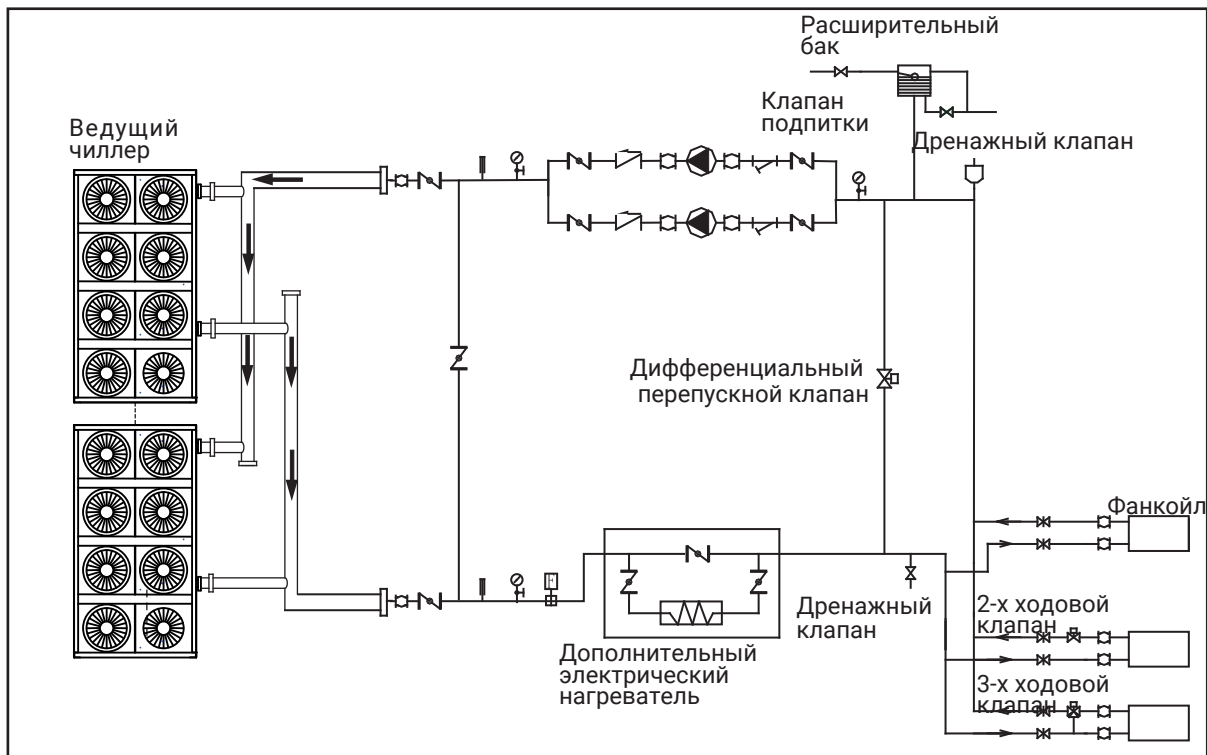 Расширительный
бак
Клапан
подпитки
Дренажный клапан
Ведущий
чиллер
Дифференциальный
перепускной клапан
Фанкойл
2-х ходовой
клапан
Дренажный
клапан
3-х ходовой
клапан
Дополнительный
электрический
нагреватель